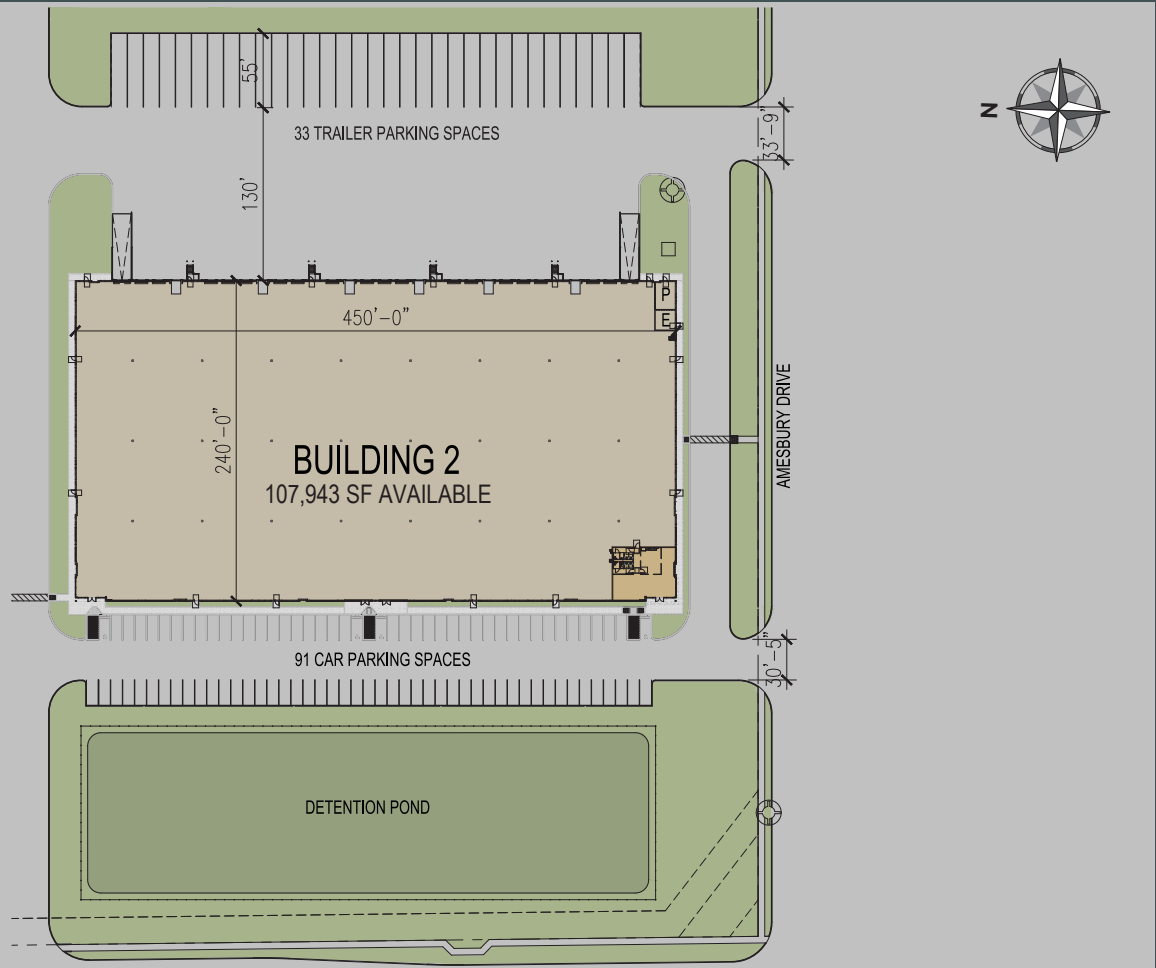 55'
33 TRAILER PARKING SPACES
33'-9"
N
130'
P
E
450'-0"
240'-0"
BUILDING 2
107,943 SF AVAILABLE
AMESBURY DRIVE
91 CAR PARKING SPACES
30'-5"
DETENTION POND